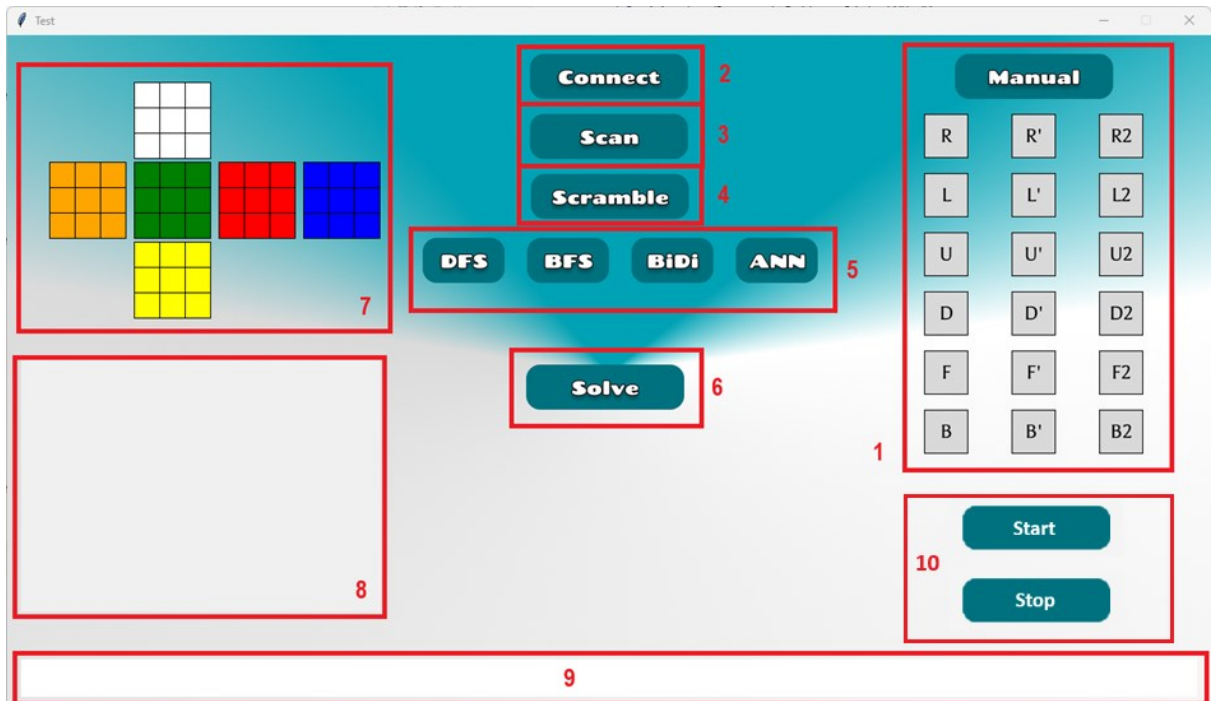 Test
Connect 2
Scan 3
Scramble 4
DFS BFS BiDi ANN 5
7
Solve 6
8
Manual
R R' R2
L L' L2
U U' U2
D D' D2
F F' F2
B B' B2
1
Start
10
Stop
9